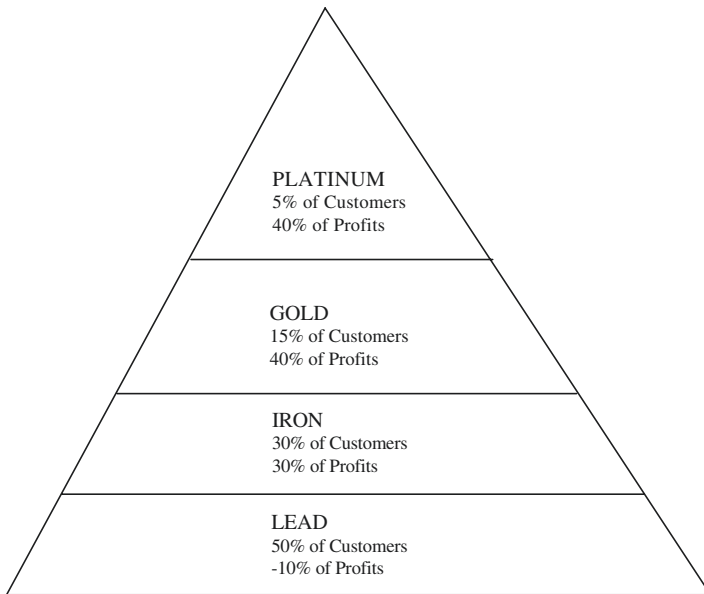 PLATINUM
5% of Customers
40% of Profits
GOLD
15% of Customers
40% of Profits
IRON
30% of Customers
30% of Profits
LEAD
50% of Customers
-10% of Profits